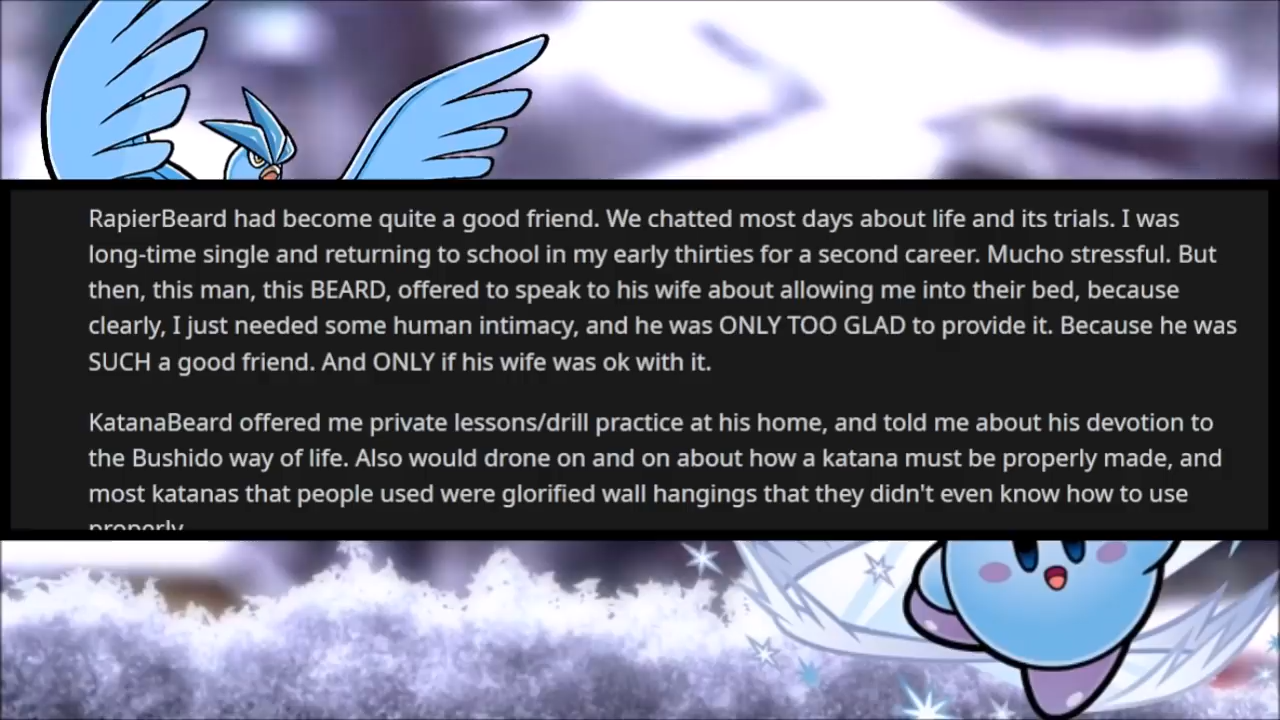 RapierBeard had become quite a good friend. We chatted most days about life and its trials. I was
long-time single and returning to school in my early thirties for a second career. Mucho stressful. But
then, this man, this BEARD, offered to speak to his wife about allowing me into their bed, because
clearly, I just needed some human intimacy, and he was ONLY TOO GLAD to provide it. Because he was
SUCH a good friend. And ONLY if his wife was ok with it.
KatanaBeard offered me private lessons/drill practice at his home, and told me about his devotion to
the Bushido way of life. Also would drone on and on about how a katana must be properly made, and
most katanas that people used were glorified wall hangings that they didn't even know how to use
properly.